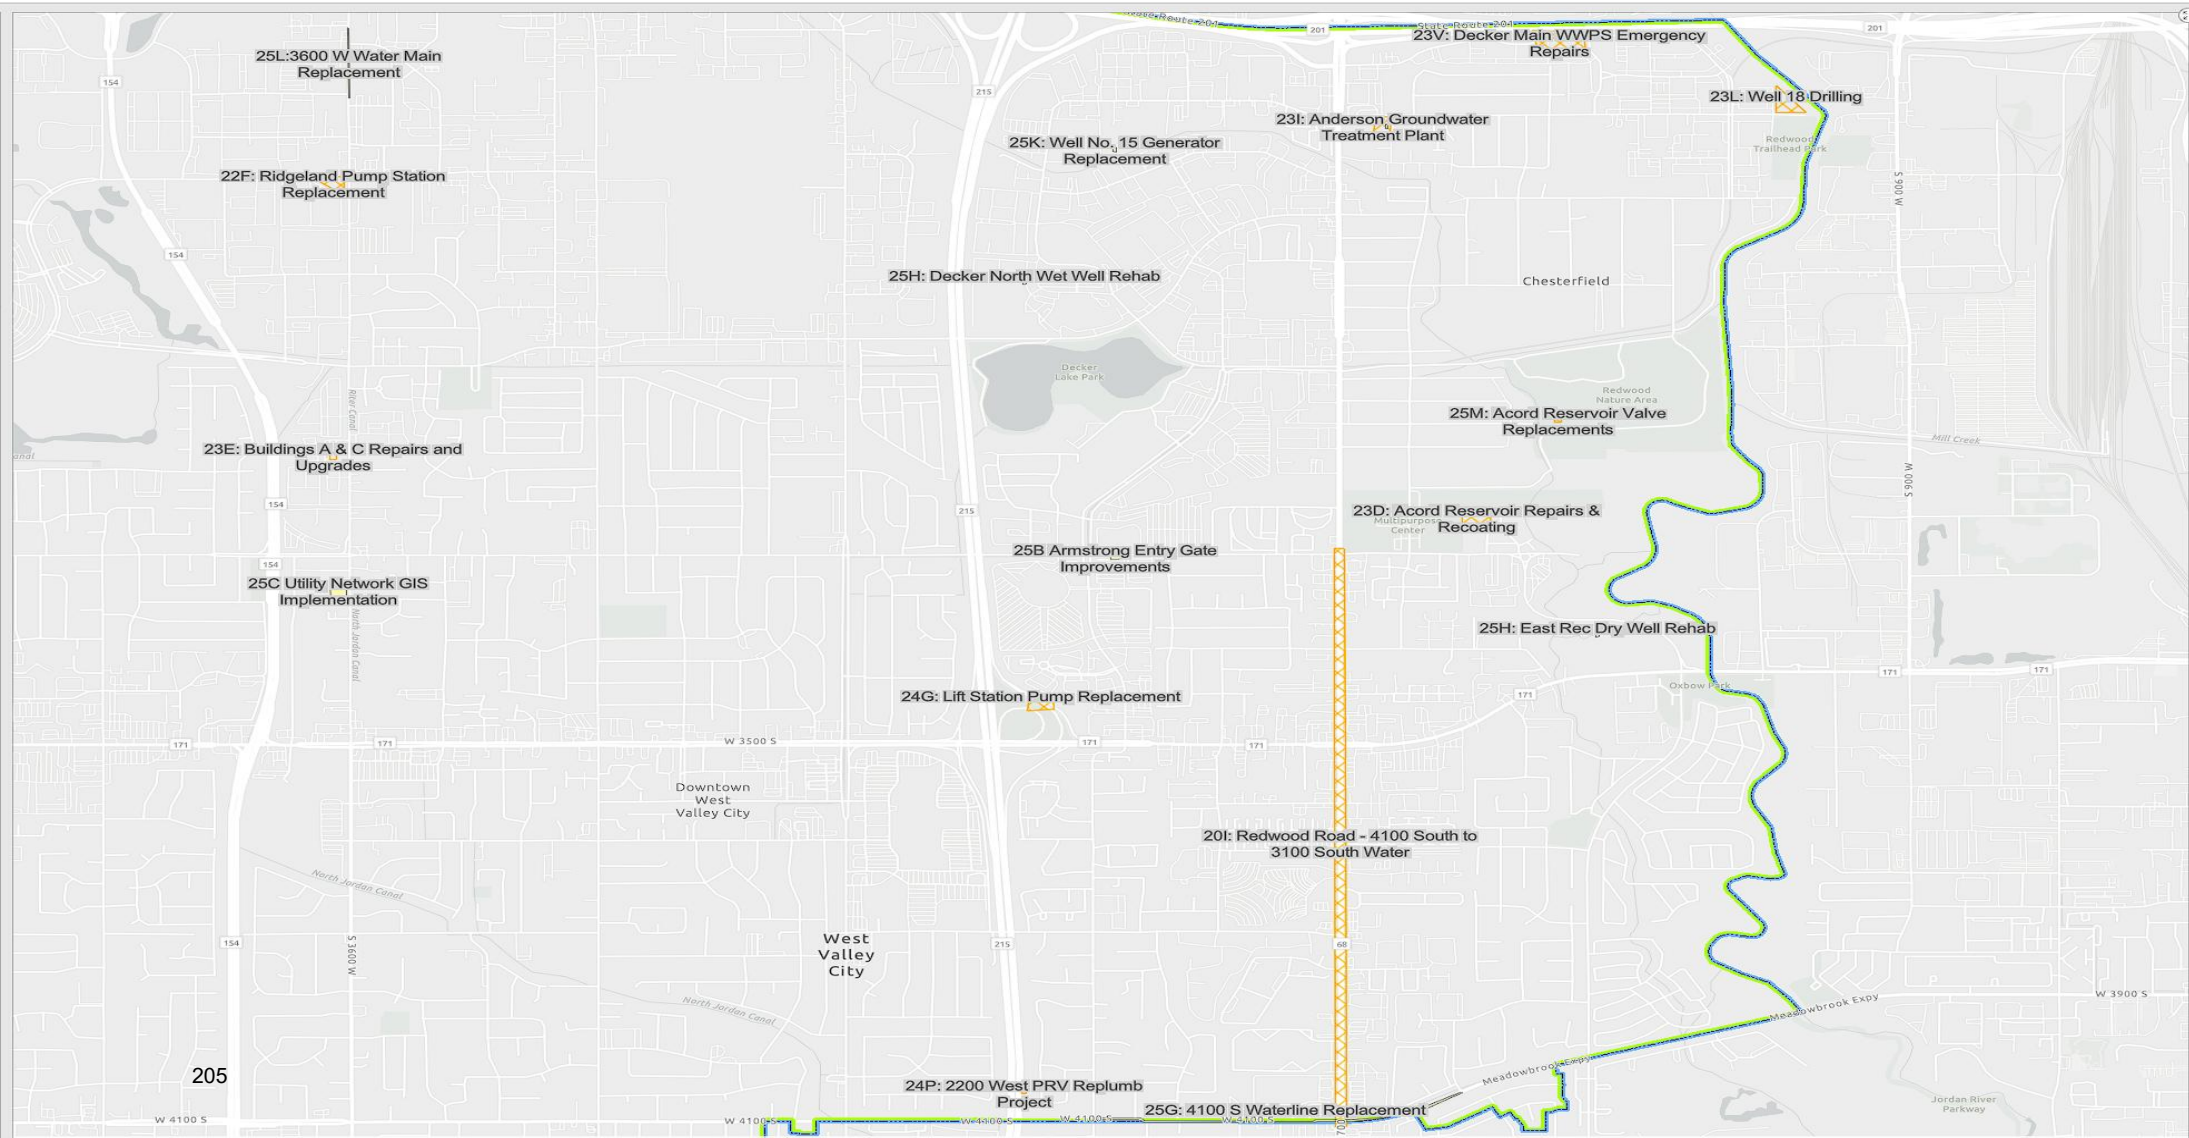 State Route 201
201
State Route 201
201
25L:3600 W Water Main
Replacement
23V: Decker Main WWPS Emergency
Repairs
154
215
23L: Well 18 Drilling
23I: Anderson Groundwater
Treatment Plant
25K: Well No. 15 Generator
Replacement
Redwood
Trailhead Park
22F: Ridgeland Pump Station
Replacement
S 900 W
154
25H: Decker North Wet Well Rehab
Chesterfield
Decker
Lake Park
Redwood
Nature Area
25M: Acord Reservoir Valve
Replacements
Mill Creek
23E: Buildings A & C Repairs and
Upgrades
Canal
S 900 W
154
215
23D: Acord Reservoir Repairs &
Recoating
Multipurpose
Center
25B Armstrong Entry Gate
Improvements
154
25C Utility Network GIS
Implementation
North Jordan Canal
25H: East Rec Dry Well Rehab
171
171
Oxbow Park
24G: Lift Station Pump Replacement
171
171
171
W 3500 S
171
171
Downtown
West
Valley City
20I: Redwood Road - 4100 South to
3100 South Water
North Jordan Canal
West
Valley
City
154
S 3600 W
215
68
W 3900 S
North Jordan Canal
Meadowbrook Expy
Meadowbrook Expy
205
24P: 2200 West PRV Replumb
Project
25G: 4100 S Waterline Replacement
Jordan River
Parkway
W 4100 S
W 4100 S
W 4100 S
W 4100 S
W 4100 S